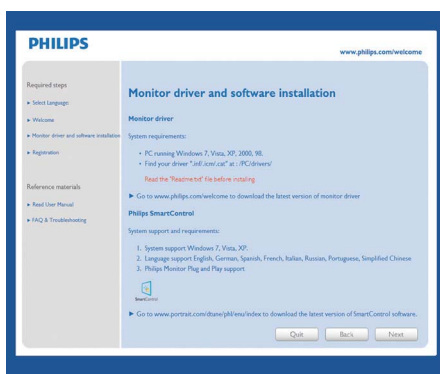 PHILIPS
www.philips.com/welcome
Required steps
Select Language:
Welcome
Monitor driver and software installation
Registration
Reference materials
Read User Manual
FAQ & Troubleshooting
Monitor driver and software installation
Monitor driver
System requirements:
• PC running Windows 7, Vista, XP, 2000, 98.
• Find your driver ".inf/.icm/.cat" at : /PC/drivers/
Read the "Readme.txt" file before installing
Go to www.philips.com/welcome to download the latest version of monitor driver
Philips SmartControl
System support and requirements:
1. System support Windows 7, Vista, XP.
2. Language support English, German, Spanish, French, Italian, Russian, Portuguese, Simplified Chinese
3. Philips Monitor Plug and Play support
SmartControl
Go to www.portrait.com/dtune/phl/enu/index to download the latest version of SmartControl software.
Quit
Back
Next